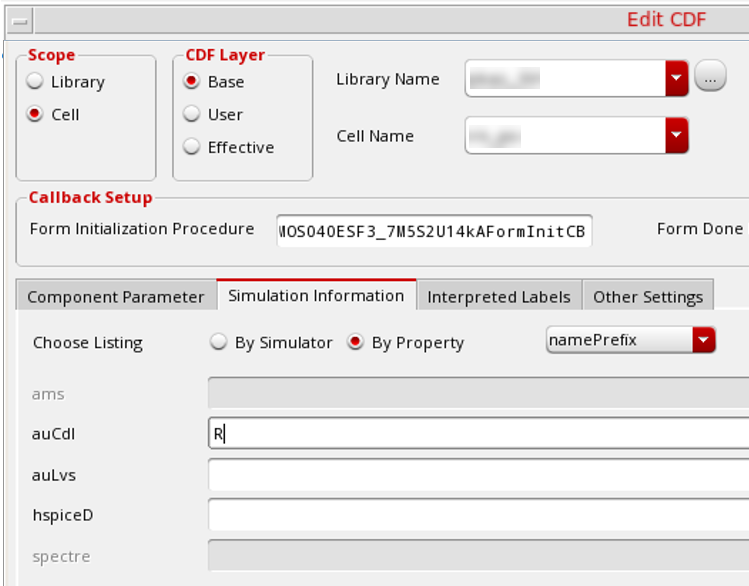 Edit CDF
Scope
Library
Cell
CDF Layer
Base
User
Effective
Library Name
...
Cell Name
Callback Setup
Form Initialization Procedure
MOS040ESF3_7M5S2U14kAFormInitCB
Form Done
Component Parameter Simulation Information Interpreted Labels Other Settings
Choose Listing By Simulator By Property namePrefix
ams
auCdl R
auLvs
hspiceD
spectre